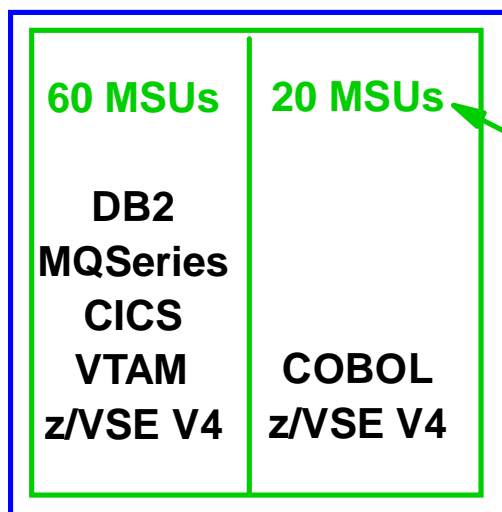 60 MSUs
DB2
MQSeries
CICS
VTAM
z/VSE V4
20 MSUs
COBOL
z/VSE V4